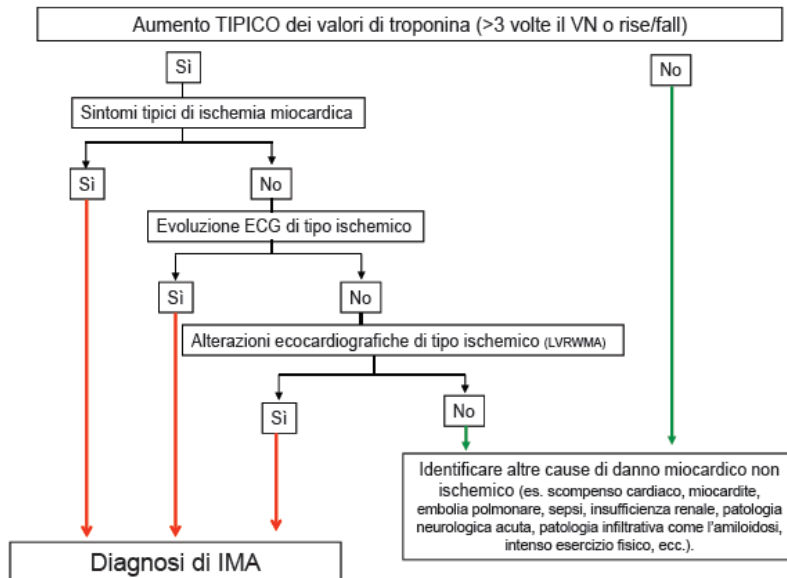 Aumento TIPICO dei valori di troponina (>3 volte il VN o rise/fall)
Sì
No
Sintomi tipici di ischemia miocardica
Sì
No
Evoluzione ECG di tipo ischemico
Sì
No
Alterazioni ecocardiografiche di tipo ischemico (LVRWMA)
Sì
No
Identificare altre cause di danno miocardico non
ischemico (es. scompenso cardiaco, miocardite,
embolia polmonare, sepsi, insufficienza renale, patologia
neurologica acuta, patologia infiltrativa come l'amiloidosi,
intenso esercizio fisico, ecc.).
Diagnosi di IMA